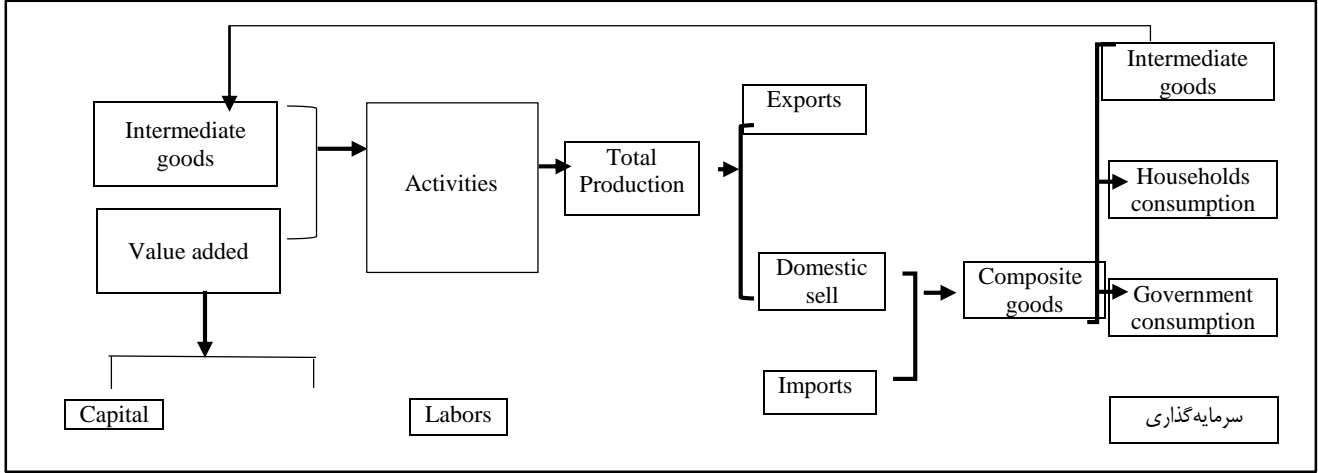 Intermediate
goods
Value added
Capital
Labors
Activities
Total
Production
Exports
Domestic
sell
Imports
Composite
goods
Intermediate
goods
Households
consumption
Government
consumption
سرمایه‌گذاری